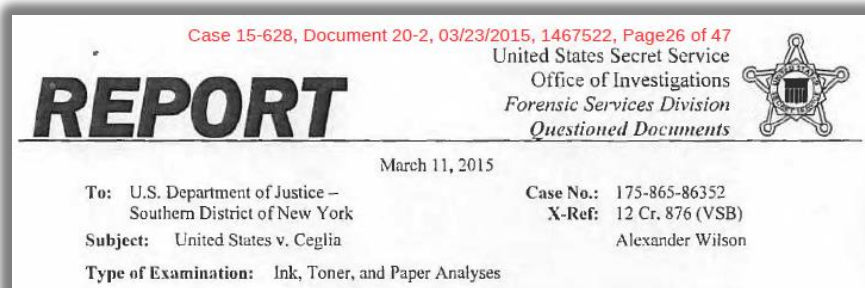 Case 15-628, Document 20-2, 03/23/2015, 1467522, Page26 of 47
REPORT
United States Secret Service
Office of Investigations
Forensic Services Division
Questioned Documents
March 11, 2015
To: U.S. Department of Justice –
Southern District of New York
Case No.: 175-865-86352
X-Ref: 12 Cr. 876 (VSB)
Subject: United States v. Ceglia
Alexander Wilson
Type of Examination: Ink, Toner, and Paper Analyses